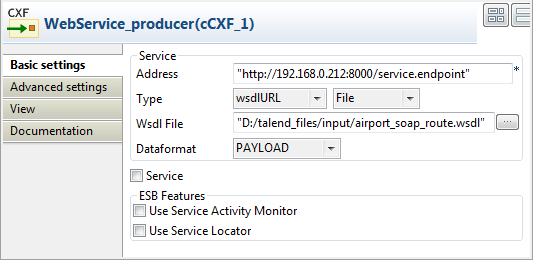 CXF
WebService_producer(cCXF_1)
Basic settings
Advanced settings
View
Documentation
Service
Address "http://192.168.0.212:8000/service.endpoint" *
Type wsdlURL File
Wsdl File "D:/talend_files/input/airport_soap_route.wsdl" ...
Dataformat PAYLOAD
Service
ESB Features
Use Service Activity Monitor
Use Service Locator